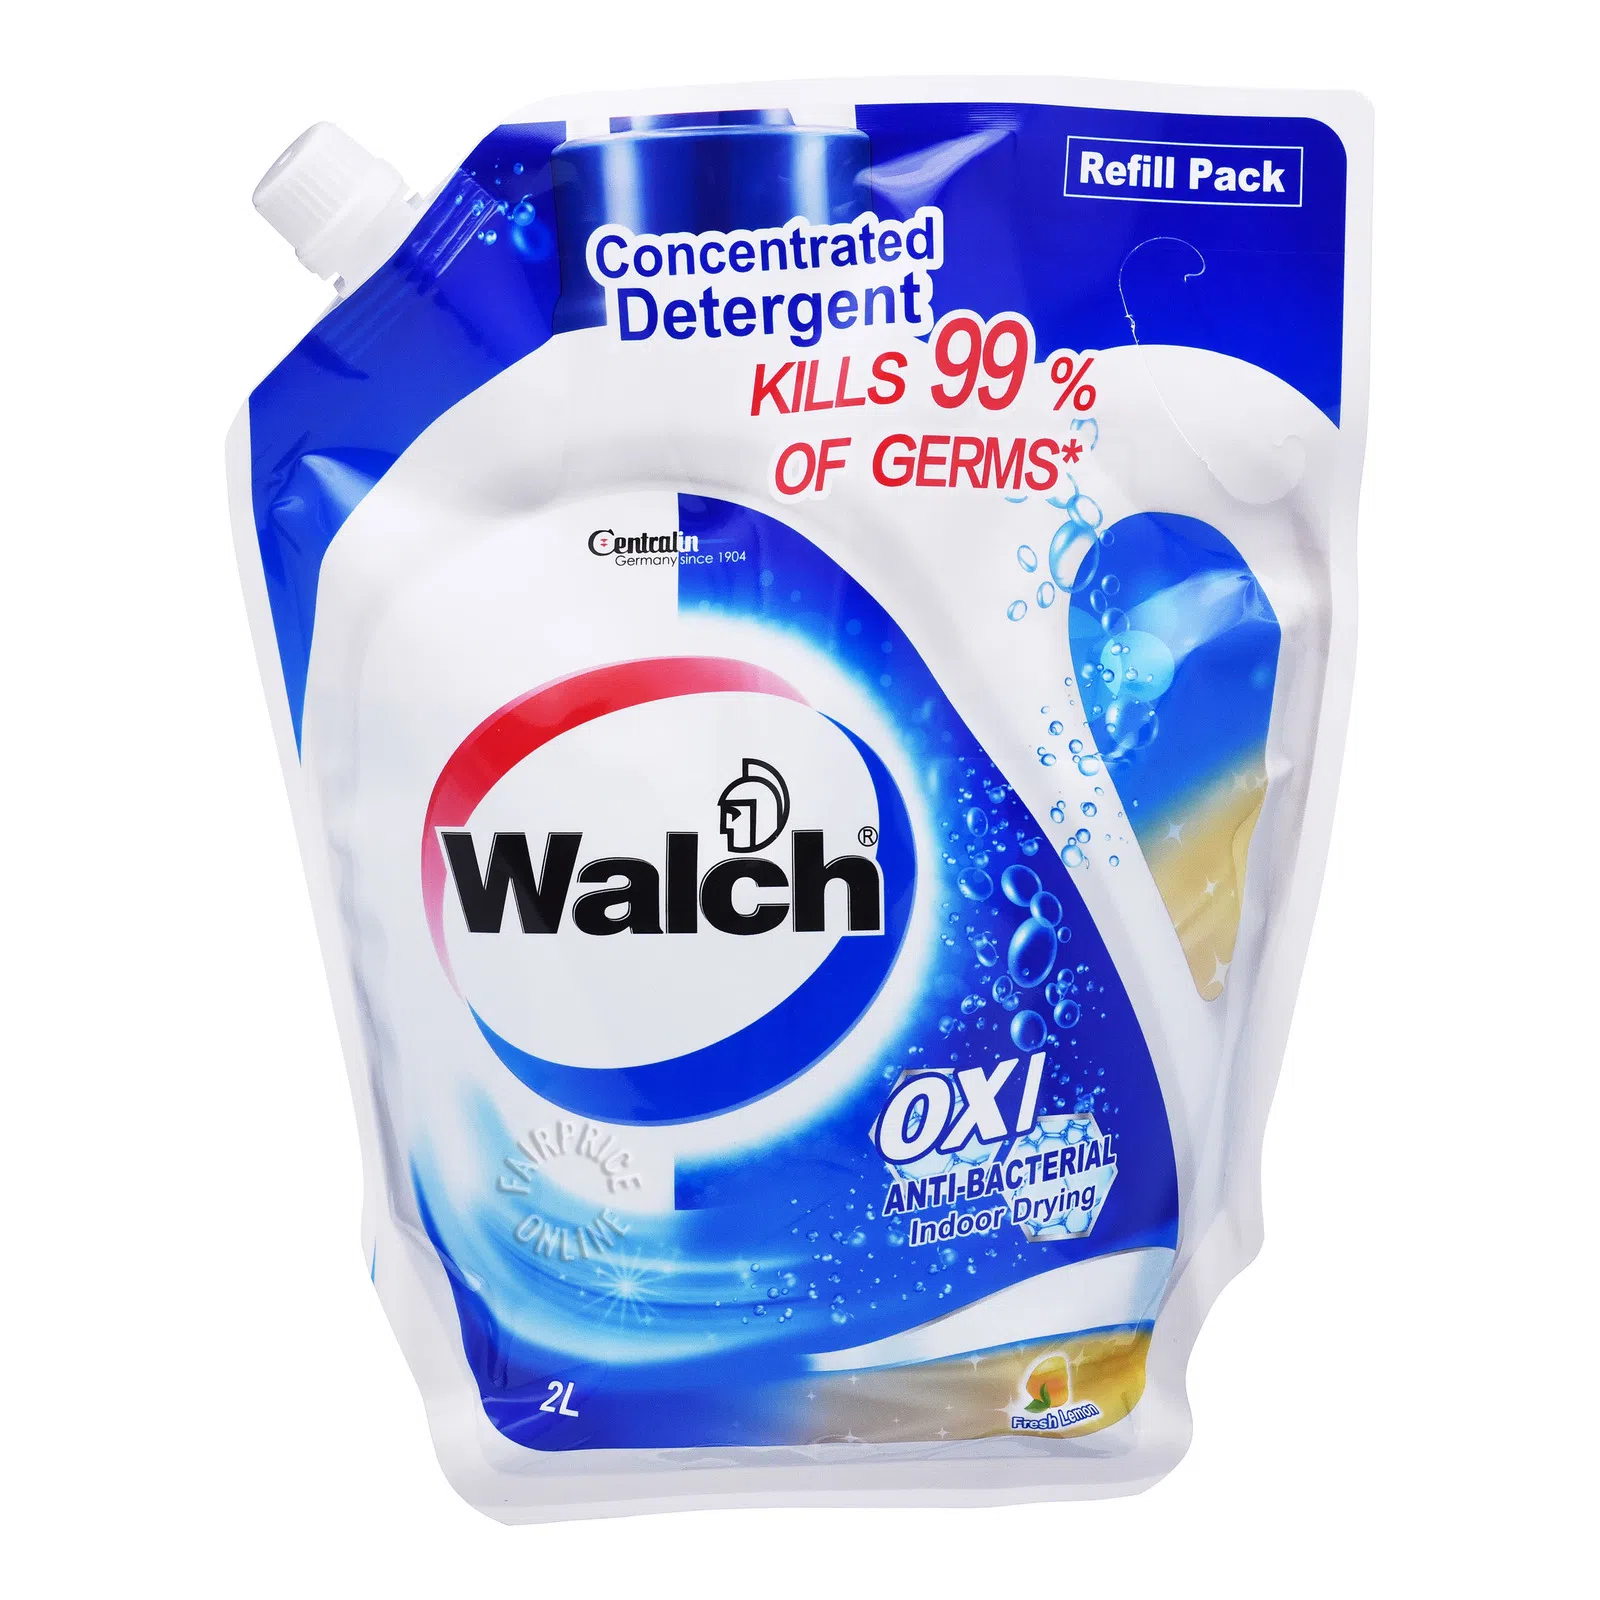 Refill Pack
Concentrated
Detergent
KILLS 99 %
OF GERMS*
Centralin
Germany since 1904
Walch®
OXI
ANTI-BACTERIAL
Indoor Drying
FAIRPRICE
ONLINE
2L
Fresh Lemon